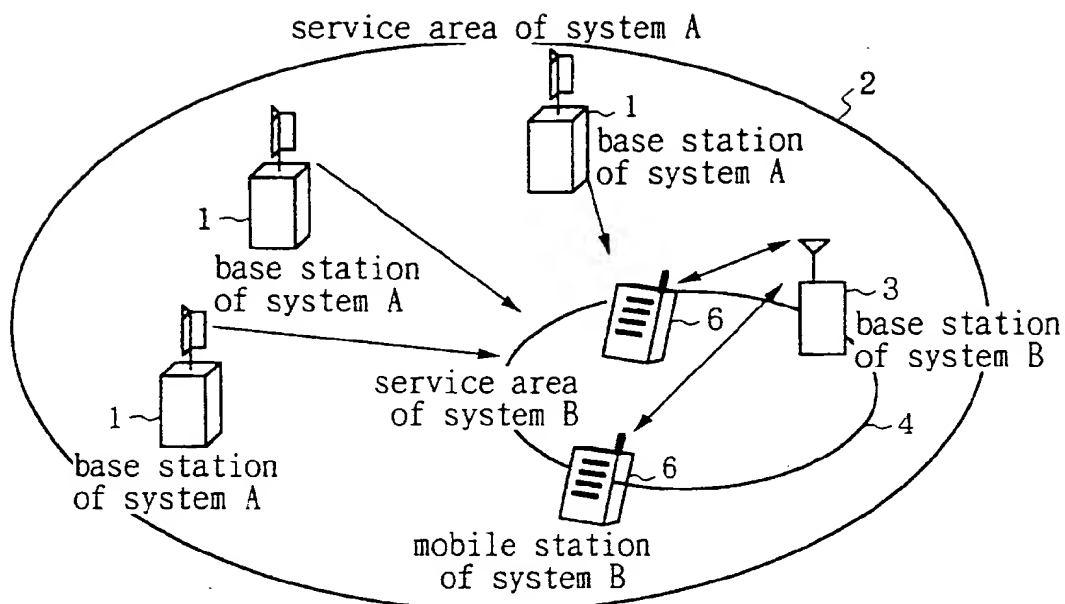 service area of system A
2
1
base station
of system A
1
base station
of system A
3
base station
of system B
6
service area
of system B
1
4
base station
of system A
6
mobile station
of system B